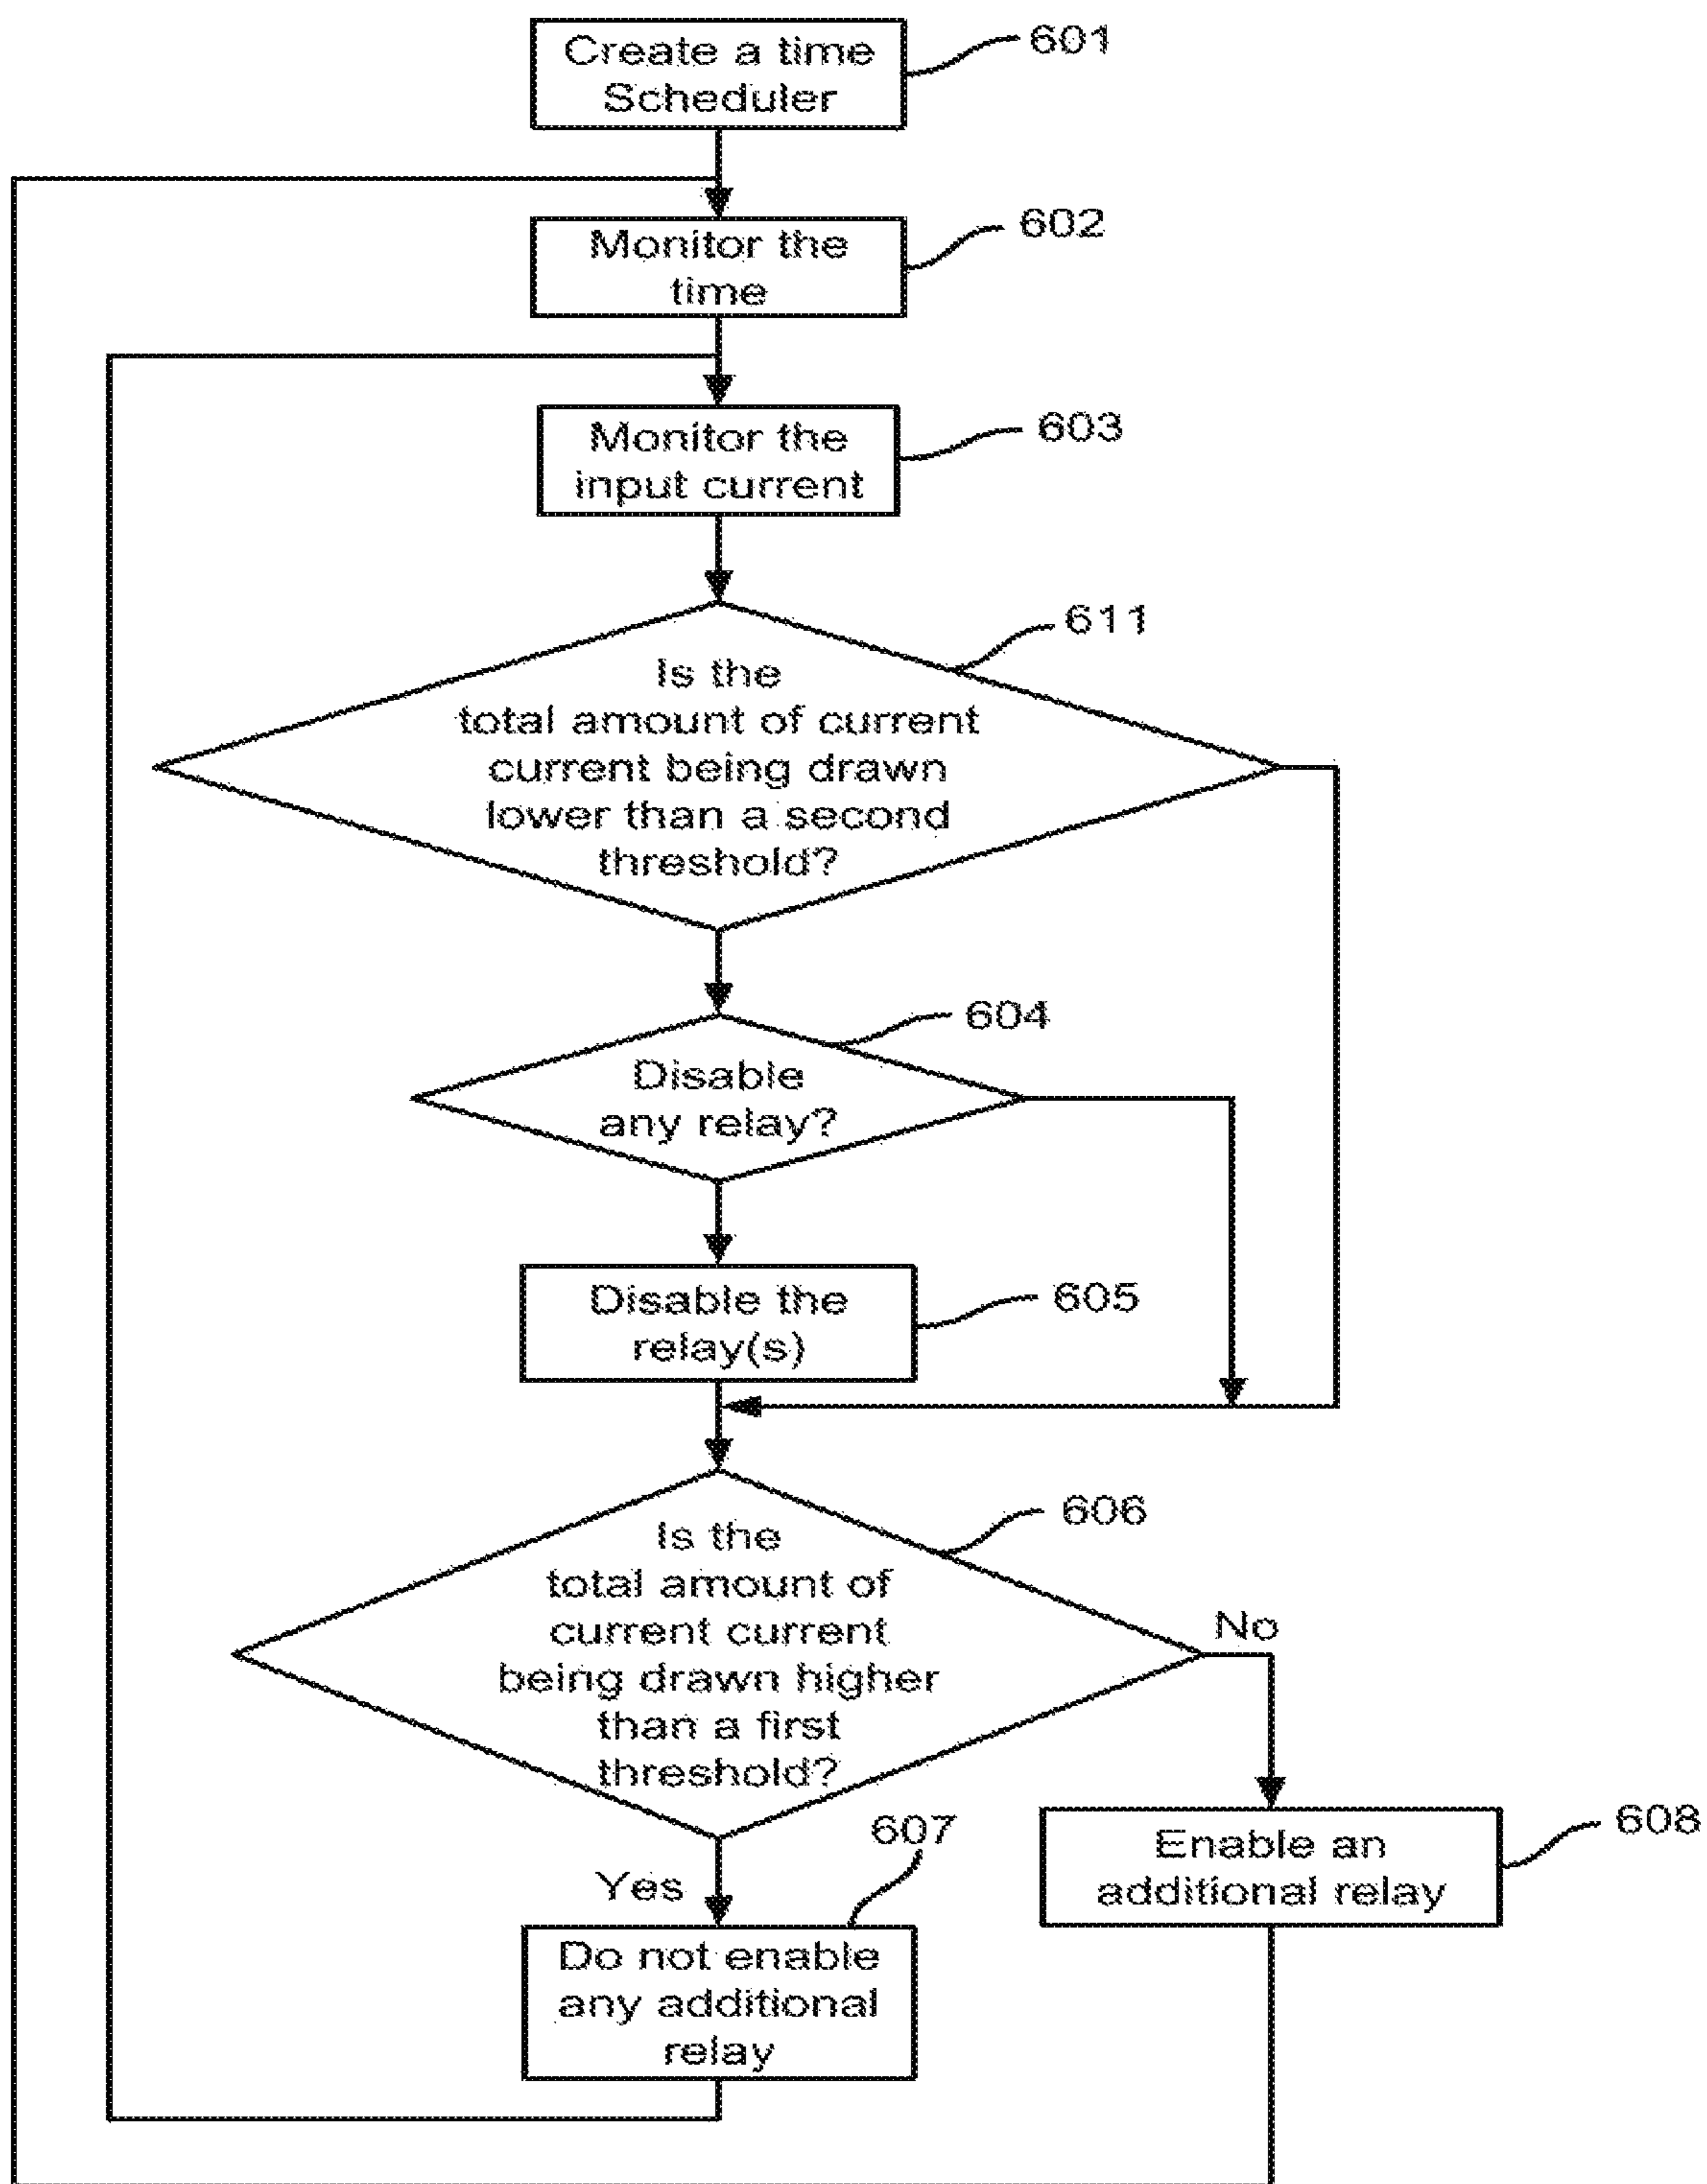 Create a time
Scheduler
601
Monitor the
time
602
Monitor the
input current
603
Is the
total amount of current
current being drawn
lower than a second
threshold?
611
Disable
any relay?
604
Disable the
relay(s)
605
Is the
total amount of
current current
being drawn higher
than a first
threshold?
606
No
Yes
607
Do not enable
any additional
relay
Enable an
additional relay
608